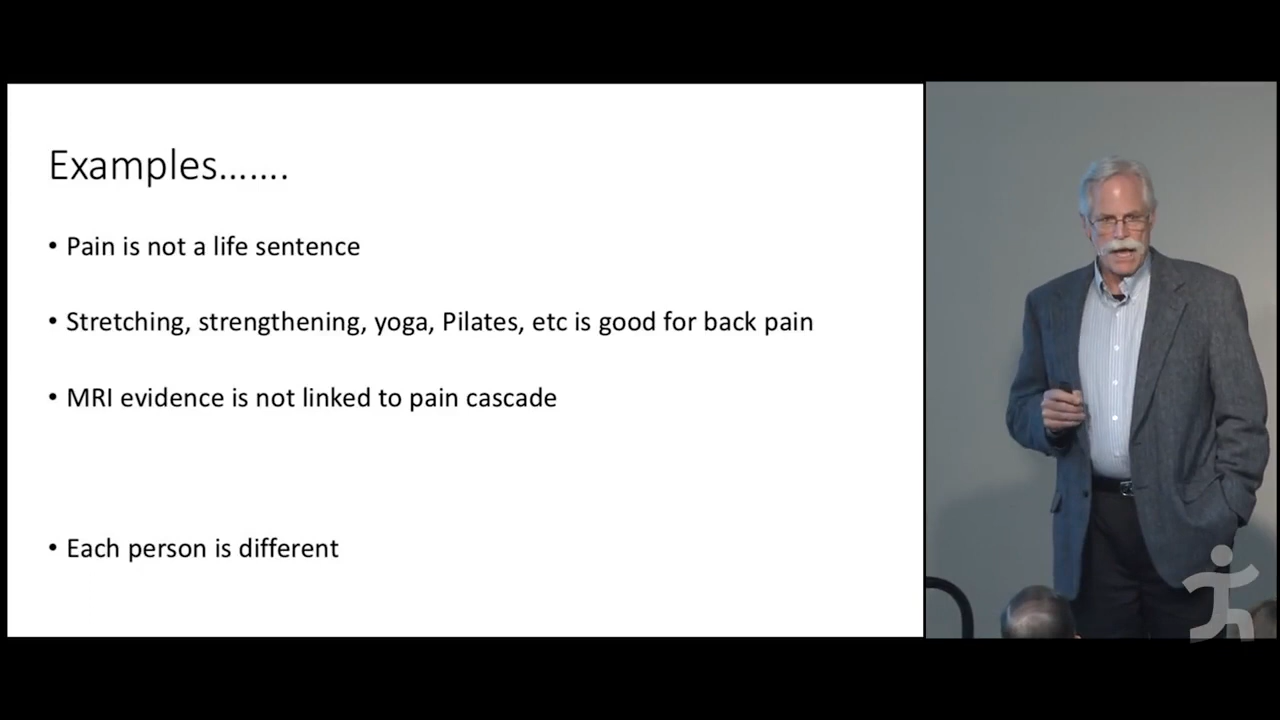 Examples.......
• Pain is not a life sentence
• Stretching, strengthening, yoga, Pilates, etc is good for back pain
• MRI evidence is not linked to pain cascade
• Each person is different